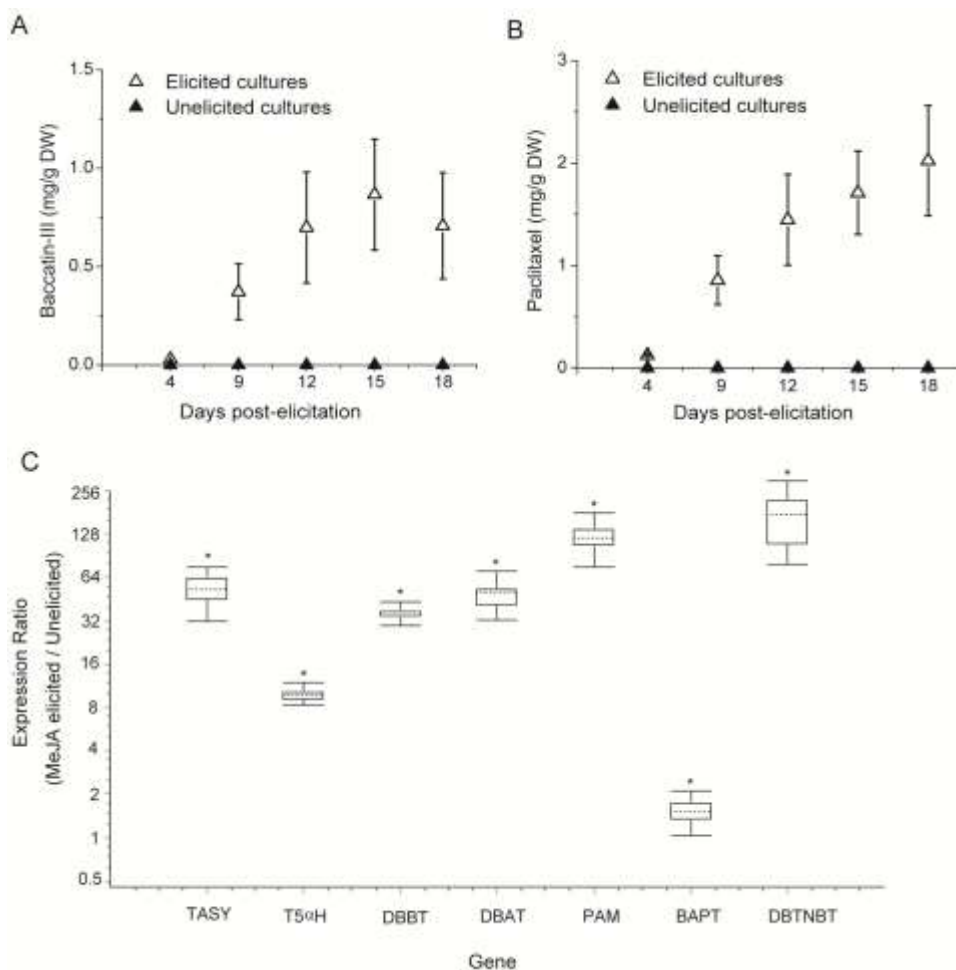 A
1.5
1.0
0.5
0.0
Baccatin-III (mg/g DW)
Elicited cultures
Unelicited cultures
4 9 12 15 18
Days post-elicitation
B
3
2
1
0
Paclitaxel (mg/g DW)
Elicited cultures
Unelicited cultures
4 9 12 15 18
Days post-elicitation
C
256
128
64
32
16
8
4
2
1
0.5
Expression Ratio
(MeJA elicited / Unelicited)
* * * * * * *
TASY T5αH DBBT DBAT PAM BAPT DBTNBT
Gene